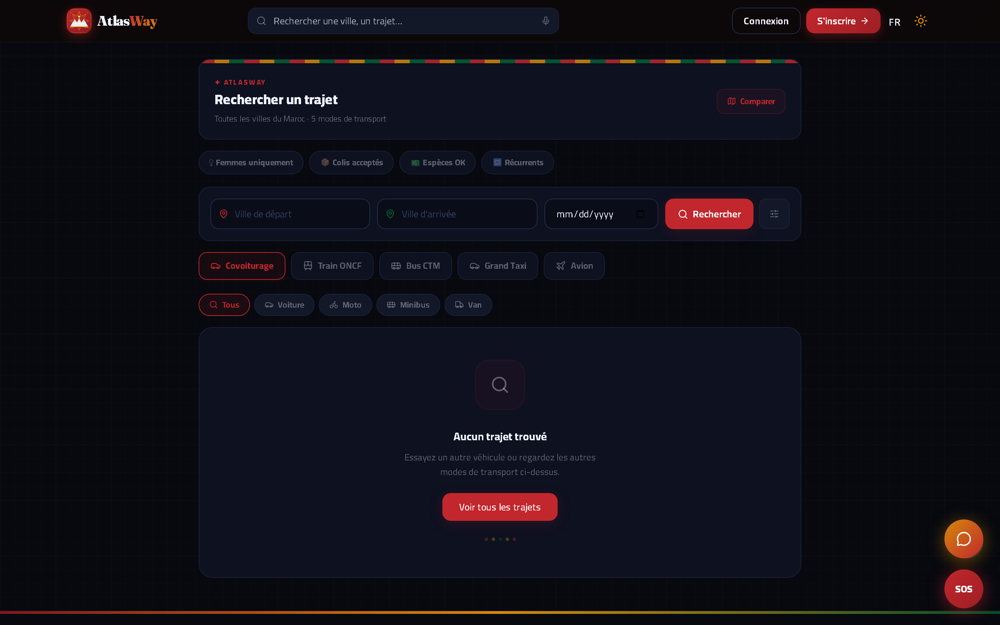 AtlasWay
Rechercher une ville, un trajet...
Connexion
S'inscrire →
FR
✦ ATLASWAY
Rechercher un trajet
Toutes les villes du Maroc · 5 modes de transport
Comparer
♀ Femmes uniquement
Colis acceptés
Espèces OK
Récurrents
Ville de départ
Ville d'arrivée
mm/dd/yyyy
Rechercher
Covoiturage
Train ONCF
Bus CTM
Grand Taxi
Avion
Tous
Voiture
Moto
Minibus
Van
Aucun trajet trouvé
Essayez un autre véhicule ou regardez les autres
modes de transport ci-dessus.
Voir tous les trajets
SOS